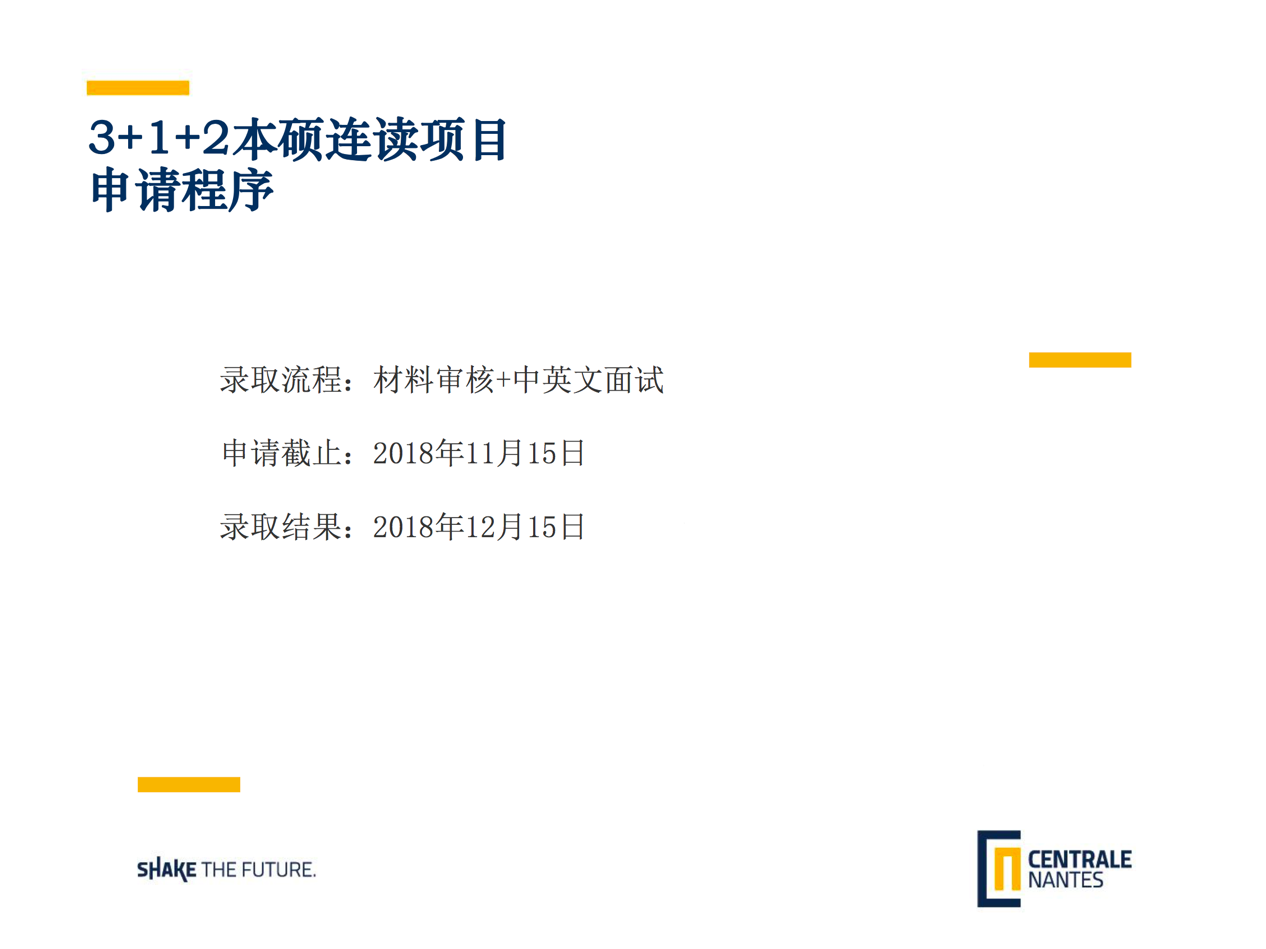 3+1+2本硕连读项目
申请程序
录取流程：材料审核+中英文面试
申请截止：2018年11月15日
录取结果：2018年12月15日
SHAKE THE FUTURE.
CENTRALE
NANTES